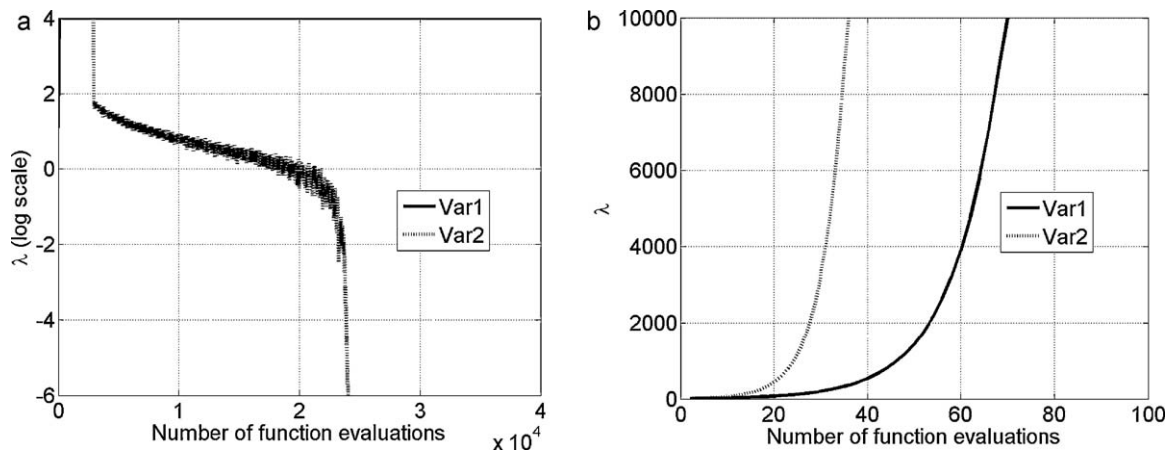 a
4
2
0
-2
-4
-6
λ (log scale)
Var1
Var2
0 1 2 3 4
Number of function evaluations
x 10^4
b
10000
8000
6000
4000
2000
0
λ
Var1
Var2
0 20 40 60 80 100
Number of function evaluations